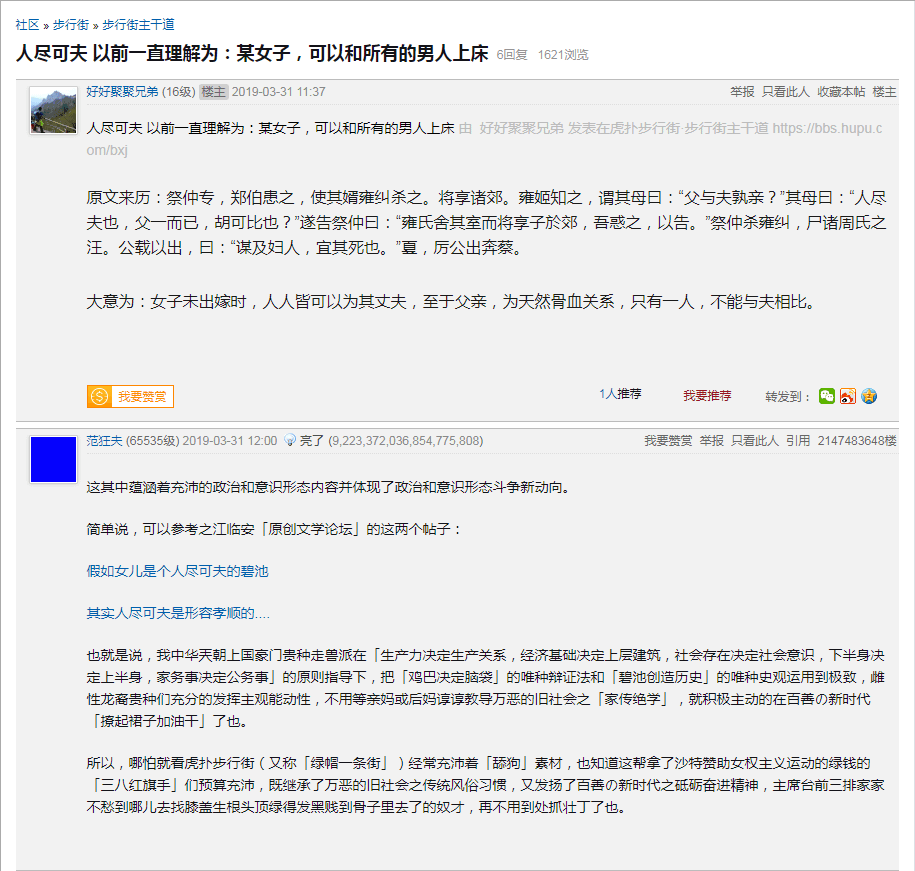 社区 » 步行街 » 步行街主干道
人尽可夫 以前一直理解为：某女子，可以和所有的男人上床 6回复 1621浏览
好好聚聚兄弟 (16级) 楼主 2019-03-31 11:37 举报 只看此人 收藏本帖 楼主
人尽可夫 以前一直理解为：某女子，可以和所有的男人上床 由 好好聚聚兄弟 发表在虎扑步行街·步行街主干道 https://bbs.hupu.c
om/bxj
原文来历：祭仲专，郑伯患之，使其婿雍纠杀之。将享诸郊。雍姬知之，谓其母曰：“父与夫孰亲？”其母曰：“人尽
夫也，父一而已，胡可比也？”遂告祭仲曰：“雍氏舍其室而将享子於郊，吾惑之，以告。”祭仲杀雍纠，尸诸周氏之
汪。公载以出，曰：“谋及妇人，宜其死也。”夏，厉公出奔蔡。
大意为：女子未出嫁时，人人皆可以为其丈夫，至于父亲，为天然骨血关系，只有一人，不能与夫相比。
我要赞赏 1人推荐 我要推荐 转发到：
范狂夫 (65535级) 2019-03-31 12:00 亮了 (9,223,372,036,854,775,808) 我要赞赏 举报 只看此人 引用 2147483648楼
这其中蕴涵着充沛的政治和意识形态内容并体现了政治和意识形态斗争新动向。
简单说，可以参考之江临安「原创文学论坛」的这两个帖子：
假如女儿是个人尽可夫的碧池
其实人尽可夫是形容孝顺的....
也就是说，我中华天朝上国豪门贵种走兽派在「生产力决定生产关系，经济基础决定上层建筑，社会存在决定社会意识，下半身决
定上半身，家务事决定公务事」的原则指导下，把「鸡巴决定脑袋」的唯种辩证法和「碧池创造历史」的唯种史观运用到极致，雌
性龙裔贵种们充分的发挥主观能动性，不用等亲妈或后妈谆谆教导万恶的旧社会之「家传绝学」，就积极主动的在百善の新时代
「撩起裙子加油干」了也。
所以，哪怕就看虎扑步行街（又称「绿帽一条街」）经常充沛着「舔狗」素材，也知道这帮拿了沙特赞助女权主义运动的绿钱的
「三八红旗手」们预算充沛，既继承了万恶的旧社会之传统风俗习惯，又发扬了百善の新时代之砥砺奋进精神，主席台前三排家家
不愁到哪儿去找膝盖生根头顶绿得发黑贱到骨子里去了的奴才，再不用到处抓壮丁了也。